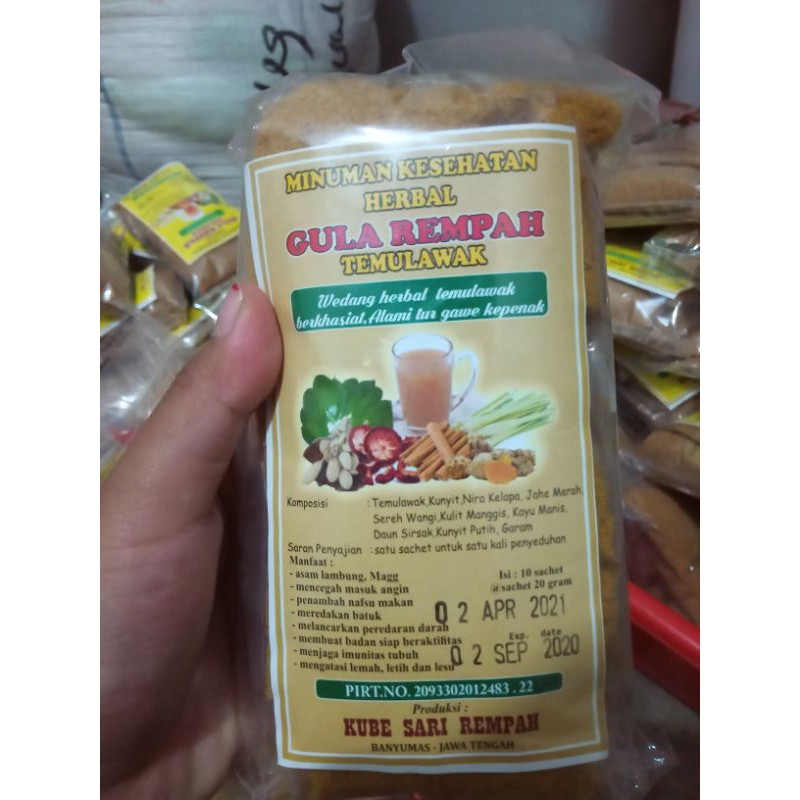 MINUMAN KESEHATAN
HERBAL
GULA REMPAH
TEMULAWAK
Wedang herbal temulawak
berkhasiat,Alami tur gawe kepenak
Komposisi : Temulawak,Kunyit,Nira Kelapa, Jahe Merah,
Sereh Wangi,Kulit Manggis, Kayu Manis,
Daun Sirsak,Kunyit Putih, Garam
Saran Penyajian : satu sachet untuk satu kali penyeduhan
Manfaat :
- asam lambung, Magg
- mencegah masuk angin
- penambah nafsu makan
- meredakan batuk
- melancarkan peredaran darah
- membuat badan siap beraktifitas
- menjaga imunitas tubuh
- mengatasi lemah, letih dan lesu
Isi : 10 sachet
@sachet 20 gram
02 APR 2021
Exp. date
02 SEP 2020
PIRT.NO. 2093302012483 . 22
Produksi :
KUBE SARI REMPAH
BANYUMAS - JAWA TENGAH